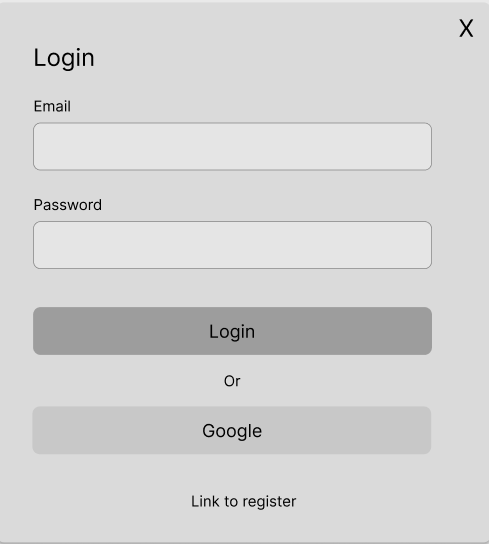 X
Login
Email
Password
Login
Or
Google
Link to register